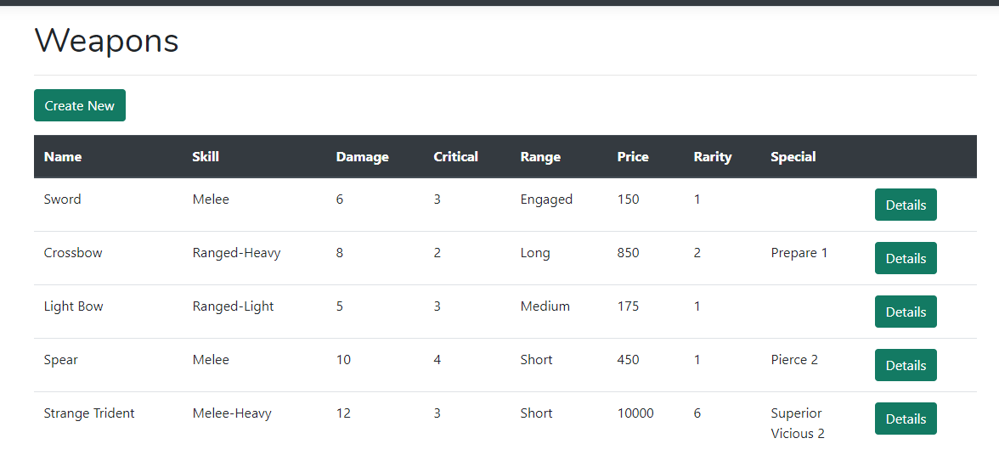 Weapons
Create New
Name Skill Damage Critical Range Price Rarity Special
Sword Melee 6 3 Engaged 150 1 Details
Crossbow Ranged-Heavy 8 2 Long 850 2 Prepare 1 Details
Light Bow Ranged-Light 5 3 Medium 175 1 Details
Spear Melee 10 4 Short 450 1 Pierce 2 Details
Strange Trident Melee-Heavy 12 3 Short 10000 6 Superior Details
Vicious 2